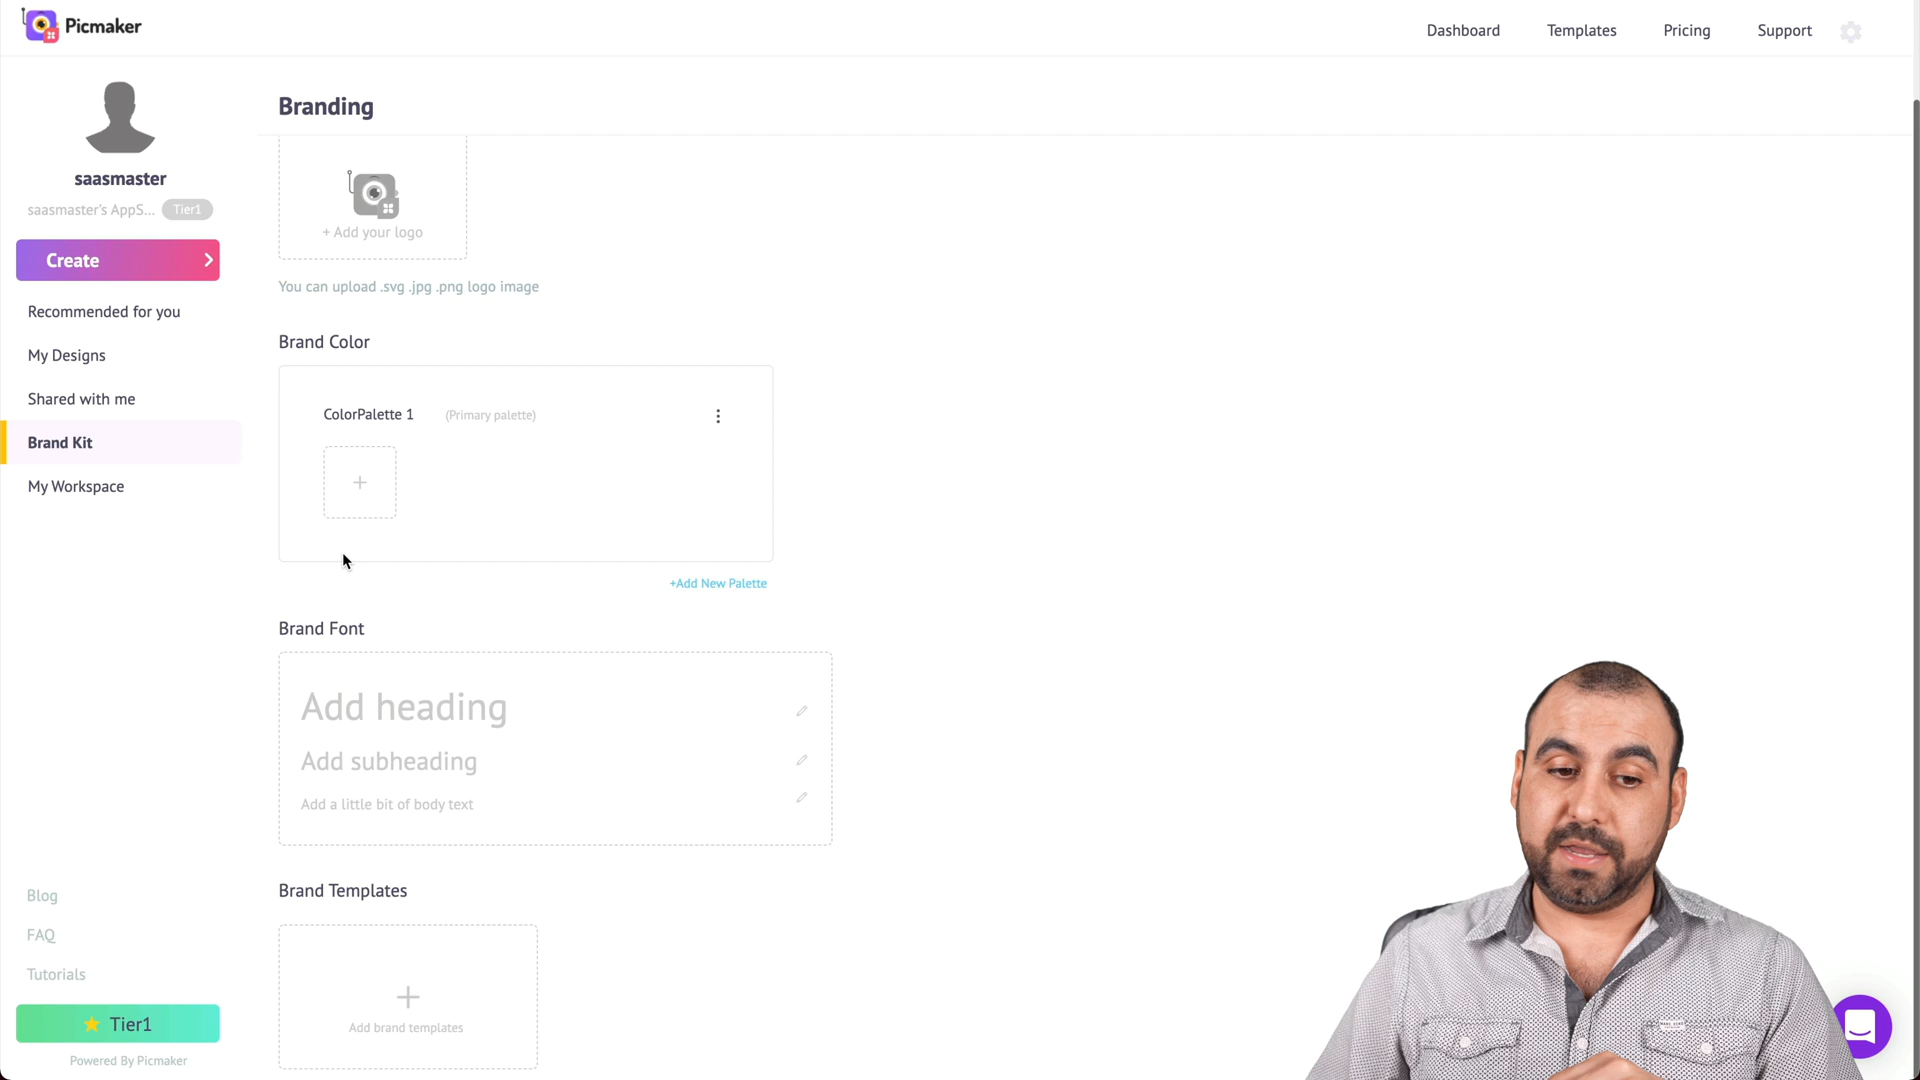 Picmaker
Dashboard
Templates
Pricing
Support
saasmaster
saasmaster's AppS...
Tier1
Create
Recommended for you
My Designs
Shared with me
Brand Kit
My Workspace
Blog
FAQ
Tutorials
Tier1
Powered By Picmaker
Branding
+ Add your logo
You can upload .svg .jpg .png logo image
Brand Color
ColorPalette 1
(Primary palette)
+Add New Palette
Brand Font
Add heading
Add subheading
Add a little bit of body text
Brand Templates
Add brand templates